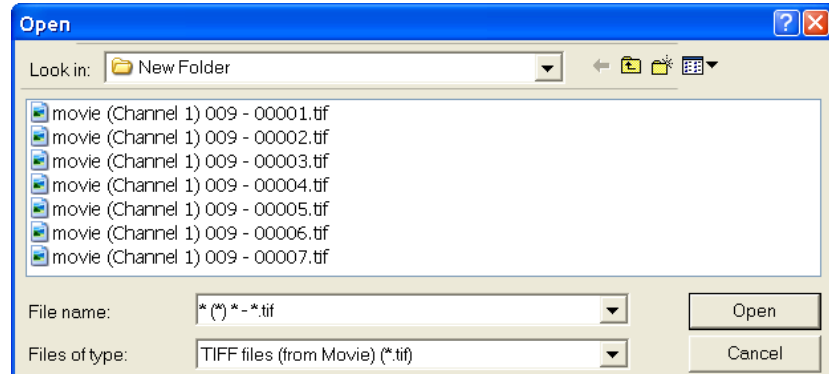 Open
Look in: New Folder
movie (Channel 1) 009 - 00001.tif
movie (Channel 1) 009 - 00002.tif
movie (Channel 1) 009 - 00003.tif
movie (Channel 1) 009 - 00004.tif
movie (Channel 1) 009 - 00005.tif
movie (Channel 1) 009 - 00006.tif
movie (Channel 1) 009 - 00007.tif
File name: * (*) * - *.tif Open
Files of type: TIFF files (from Movie) (*.tif) Cancel